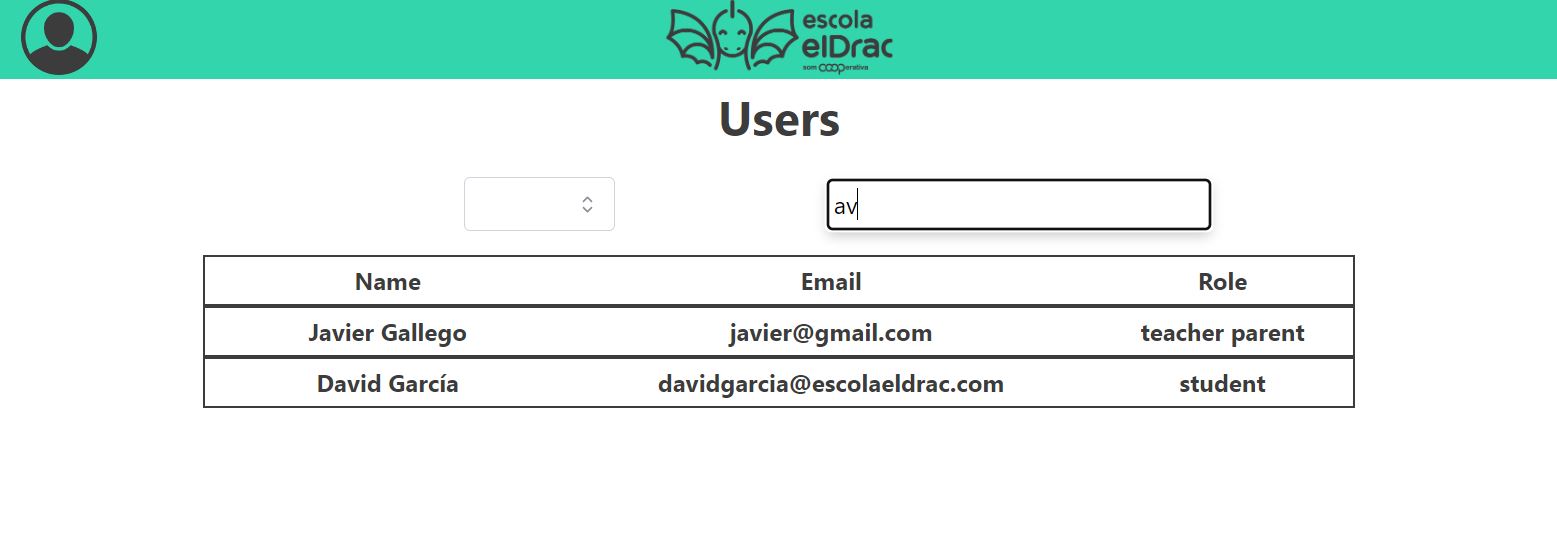 escola
elDrac
som cooperativa
Users
av
Name Email Role
Javier Gallego javier@gmail.com teacher parent
David García davidgarcia@escolaeldrac.com student